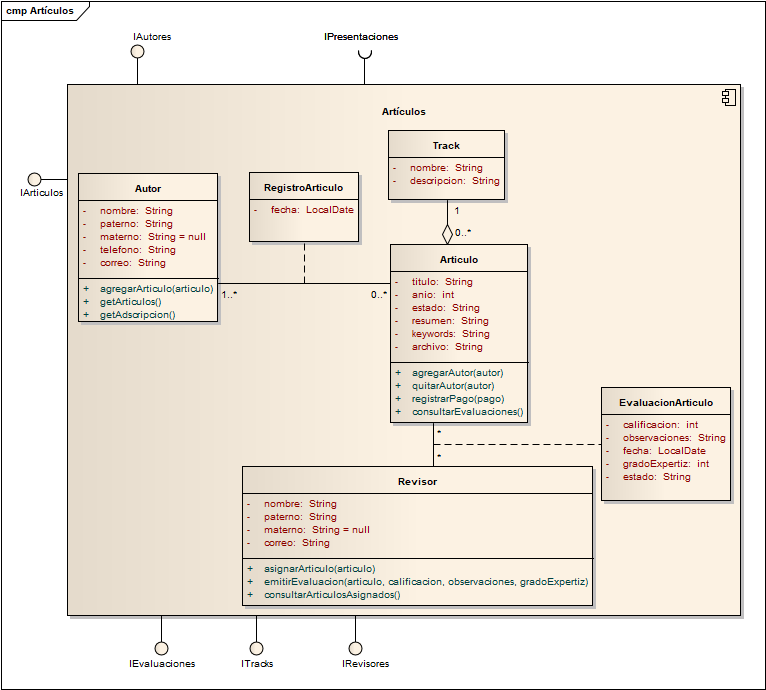 cmp Artículos
IAutores
IPresentaciones
Artículos
IArticulos
Track
- nombre: String
- descripcion: String
1
0..*
Autor
- nombre: String
- paterno: String
- materno: String = null
- telefono: String
- correo: String
+ agregarArticulo(articulo)
+ getArticulos()
+ getAdscripcion()
RegistroArticulo
- fecha: LocalDate
1..*
0..*
Articulo
- titulo: String
- anio: int
- estado: String
- resumen: String
- keywords: String
- archivo: String
+ agregarAutor(autor)
+ quitarAutor(autor)
+ registrarPago(pago)
+ consultarEvaluaciones()
*
*
EvaluacionArticulo
- calificacion: int
- observaciones: String
- fecha: LocalDate
- gradoExpertiz: int
- estado: String
Revisor
- nombre: String
- paterno: String
- materno: String = null
- correo: String
+ asignarArticulo(articulo)
+ emitirEvaluacion(articulo, calificacion, observaciones, gradoExpertiz)
+ consultarArticulosAsignados()
IEvaluaciones
ITracks
IRevisores